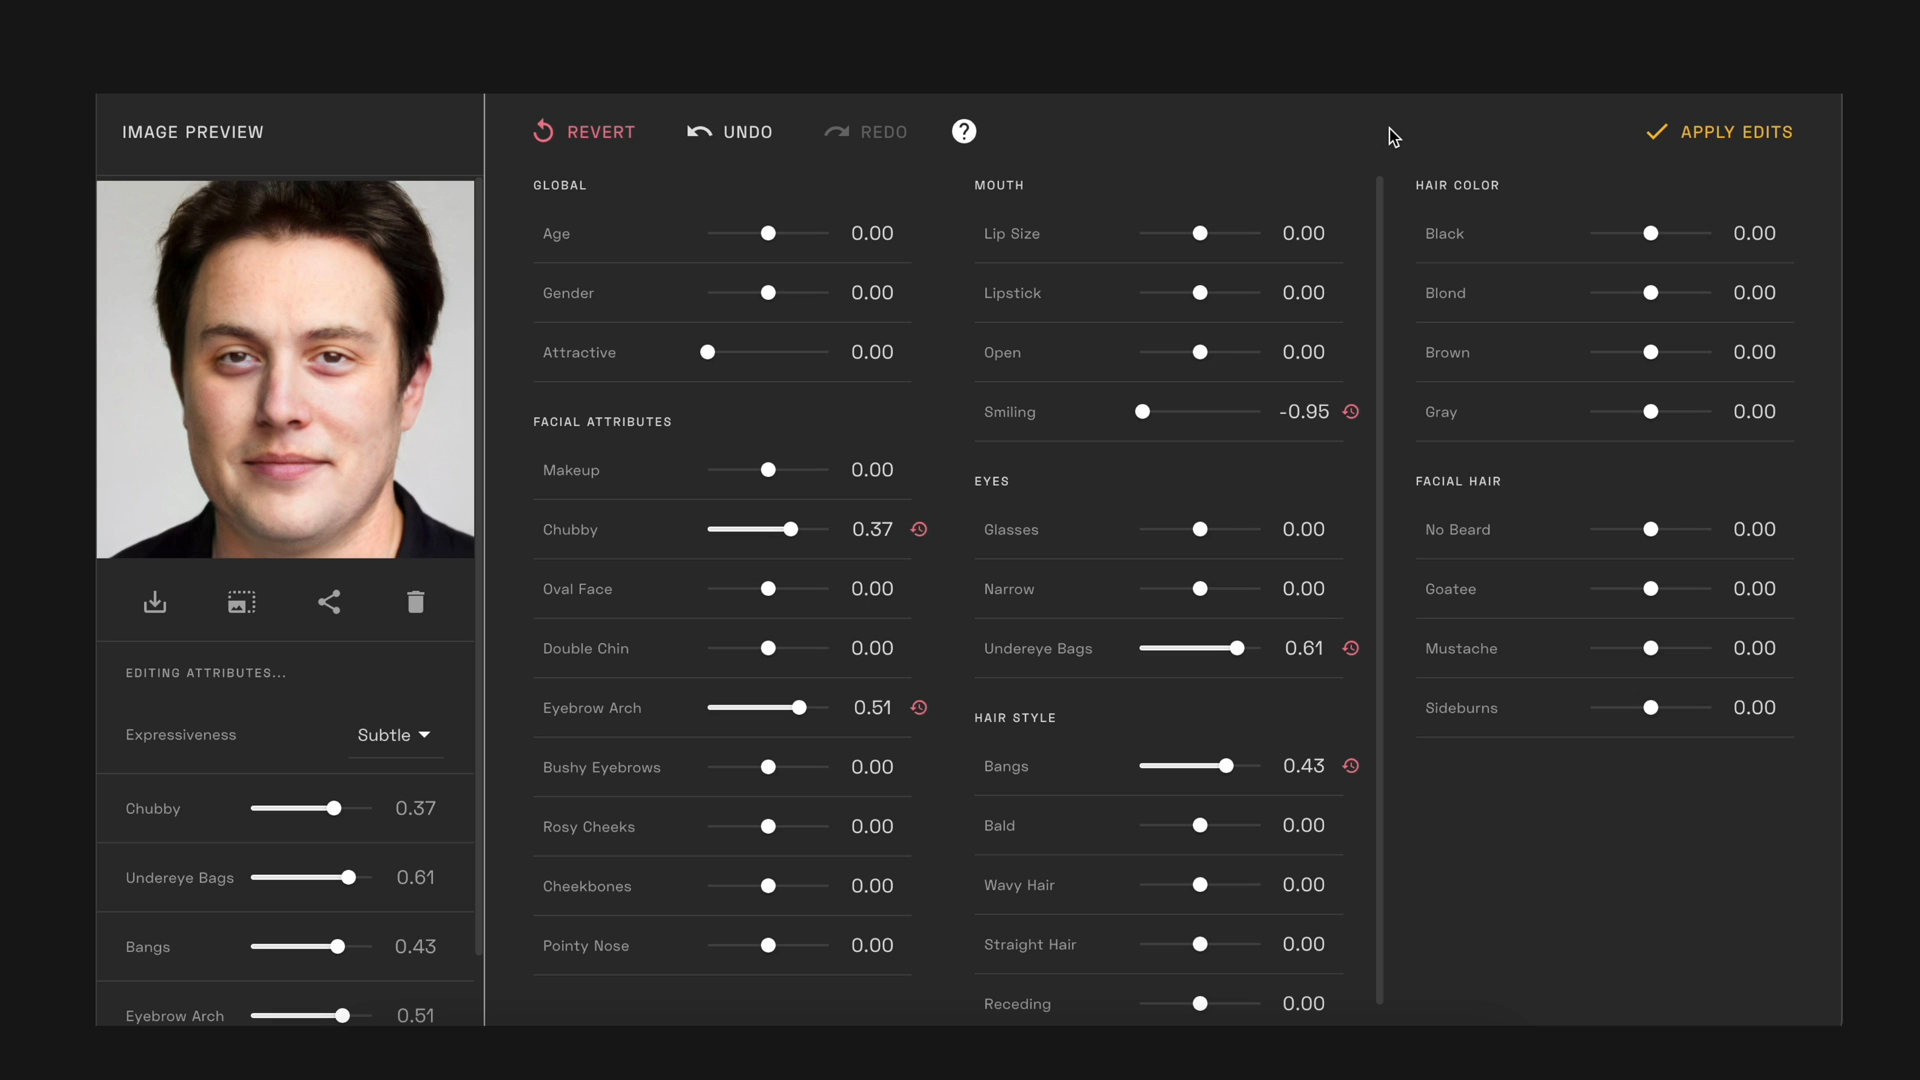 IMAGE PREVIEW
REVERT
UNDO
REDO
?
APPLY EDITS
EDITING ATTRIBUTES...
Expressiveness Subtle
Chubby 0.37
Undereye Bags 0.61
Bangs 0.43
Eyebrow Arch 0.51
GLOBAL
Age 0.00
Gender 0.00
Attractive 0.00
FACIAL ATTRIBUTES
Makeup 0.00
Chubby 0.37
Oval Face 0.00
Double Chin 0.00
Eyebrow Arch 0.51
Bushy Eyebrows 0.00
Rosy Cheeks 0.00
Cheekbones 0.00
Pointy Nose 0.00
MOUTH
Lip Size 0.00
Lipstick 0.00
Open 0.00
Smiling -0.95
EYES
Glasses 0.00
Narrow 0.00
Undereye Bags 0.61
HAIR STYLE
Bangs 0.43
Bald 0.00
Wavy Hair 0.00
Straight Hair 0.00
Receding 0.00
HAIR COLOR
Black 0.00
Blond 0.00
Brown 0.00
Gray 0.00
FACIAL HAIR
No Beard 0.00
Goatee 0.00
Mustache 0.00
Sideburns 0.00